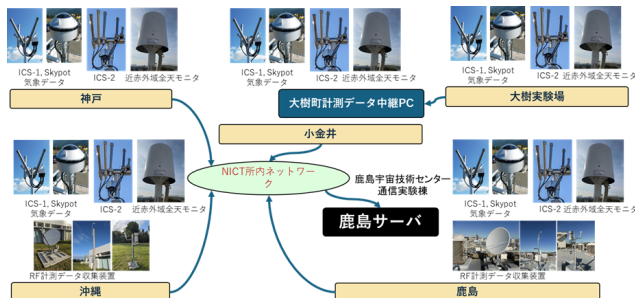 ICS-1, Skypot
気象データ
ICS-2
近赤外域全天モニタ
神戸
ICS-1, Skypot
気象データ
ICS-2
近赤外域全天モニタ
大樹町計測データ中継PC
小金井
ICS-1, Skypot
気象データ
ICS-2
近赤外域全天モニタ
大樹実験場
NICT所内ネットワー
ク
鹿島宇宙技術センター
通信実験棟
鹿島サーバ
ICS-1, Skypot
気象データ
ICS-2
近赤外域全天モニタ
RF計測データ収集装置
沖縄
ICS-1, Skypot
気象データ
ICS-2
近赤外域全天モニタ
RF計測データ収集装置
鹿島